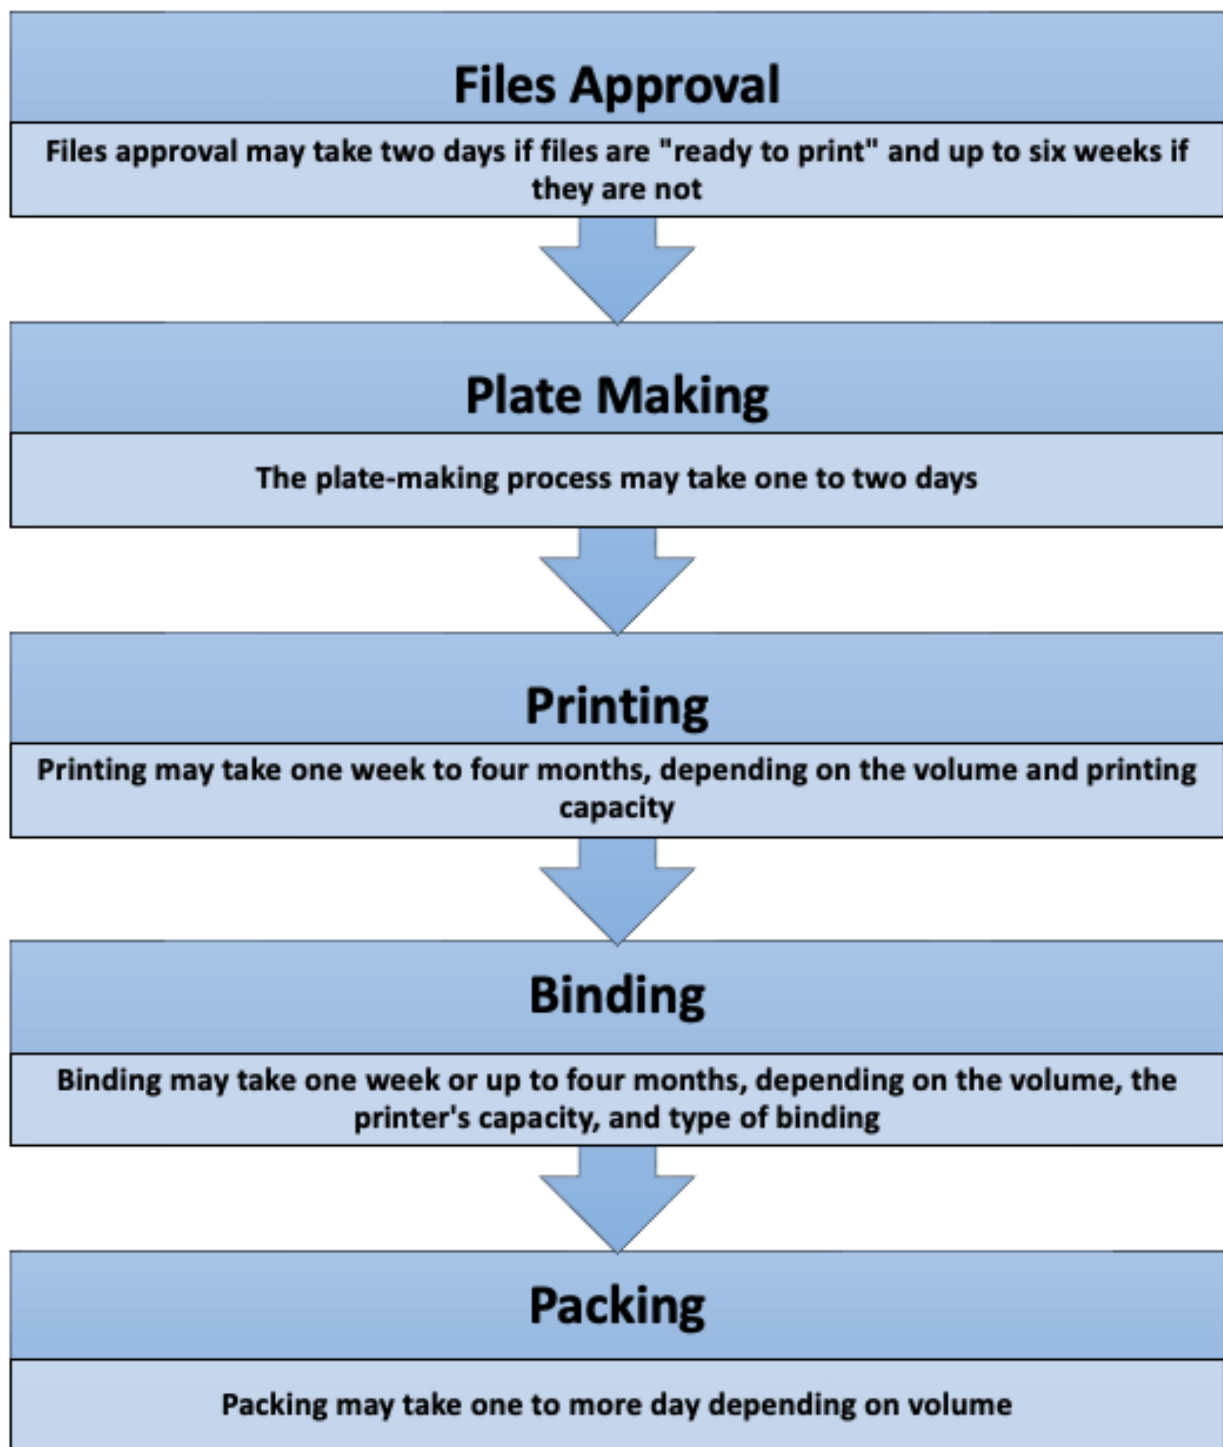 Files Approval
Files approval may take two days if files are "ready to print" and up to six weeks if
they are not
Plate Making
The plate-making process may take one to two days
Printing
Printing may take one week to four months, depending on the volume and printing
capacity
Binding
Binding may take one week or up to four months, depending on the volume, the
printer's capacity, and type of binding
Packing
Packing may take one to more day depending on volume